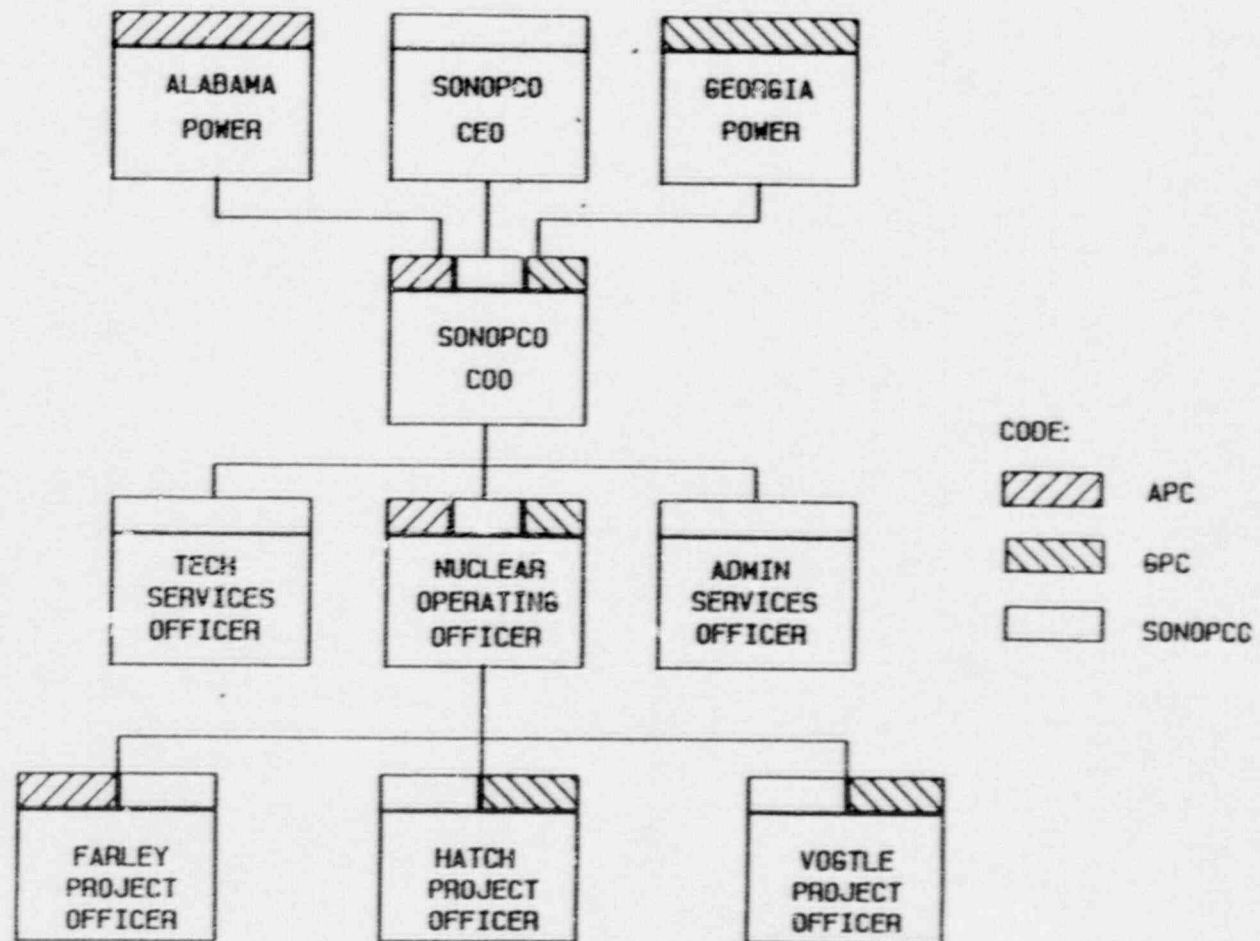 ALABAMA
POWER
SONOPCO
CEO
GEORGIA
POWER
SONOPCO
COO
CODE:
APC
GPC
SONOPCO
TECH
SERVICES
OFFICER
NUCLEAR
OPERATING
OFFICER
ADMIN
SERVICES
OFFICER
FARLEY
PROJECT
OFFICER
HATCH
PROJECT
OFFICER
VOGTLE
PROJECT
OFFICER